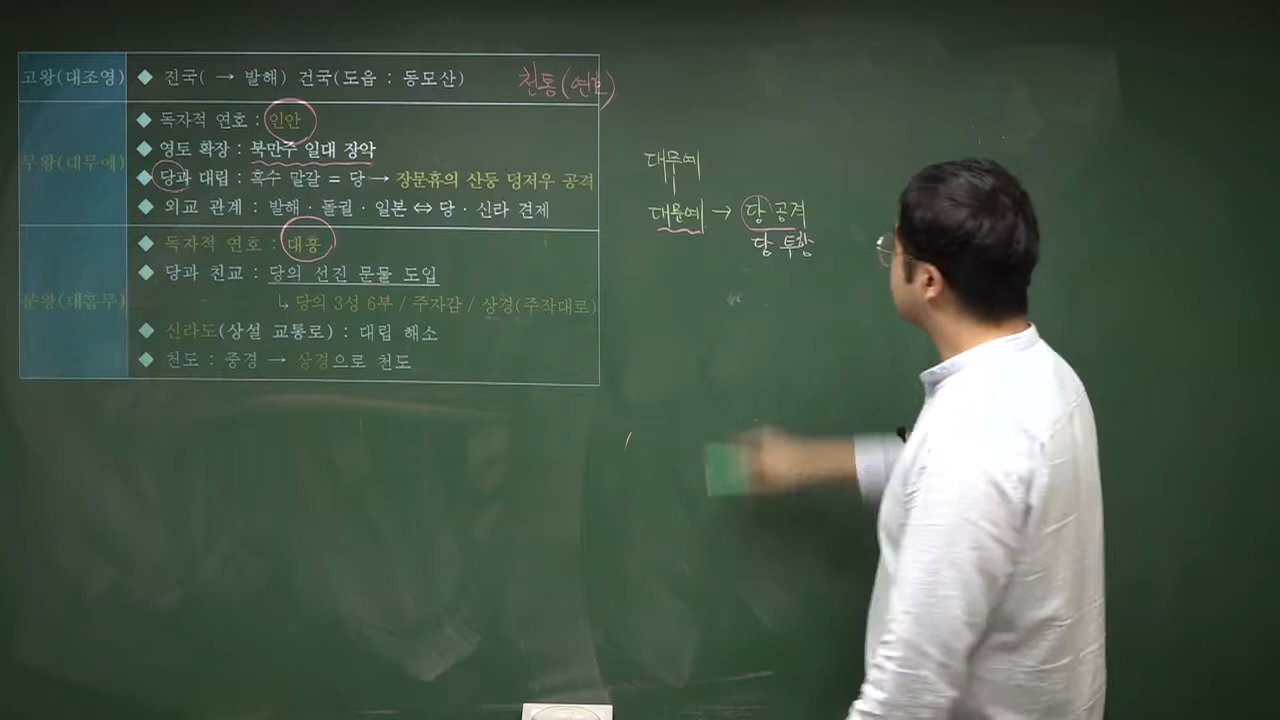 고왕(대조영)
◆ 진국( → 발해) 건국(도읍 : 동모산)
천통(연호)
무왕(대무예)
◆ 독자적 연호 : 인안
◆ 영토 확장 : 북만주 일대 장악
◆ 당과 대립 : 흑수 말갈 = 당 → 장문휴의 산둥 덩저우 공격
◆ 외교 관계 : 발해·돌궐·일본 ⇔ 당·신라 견제
문왕(대흠무)
◆ 독자적 연호 : 대흥
◆ 당과 친교 : 당의 선진 문물 도입
↳ 당의 3성 6부 / 주자감 / 상경(주작대로)
◆ 신라도(상설 교통로) : 대립 해소
◆ 천도 : 중경 → 상경으로 천도
대무예
대문예 → 당 공격
당 투항